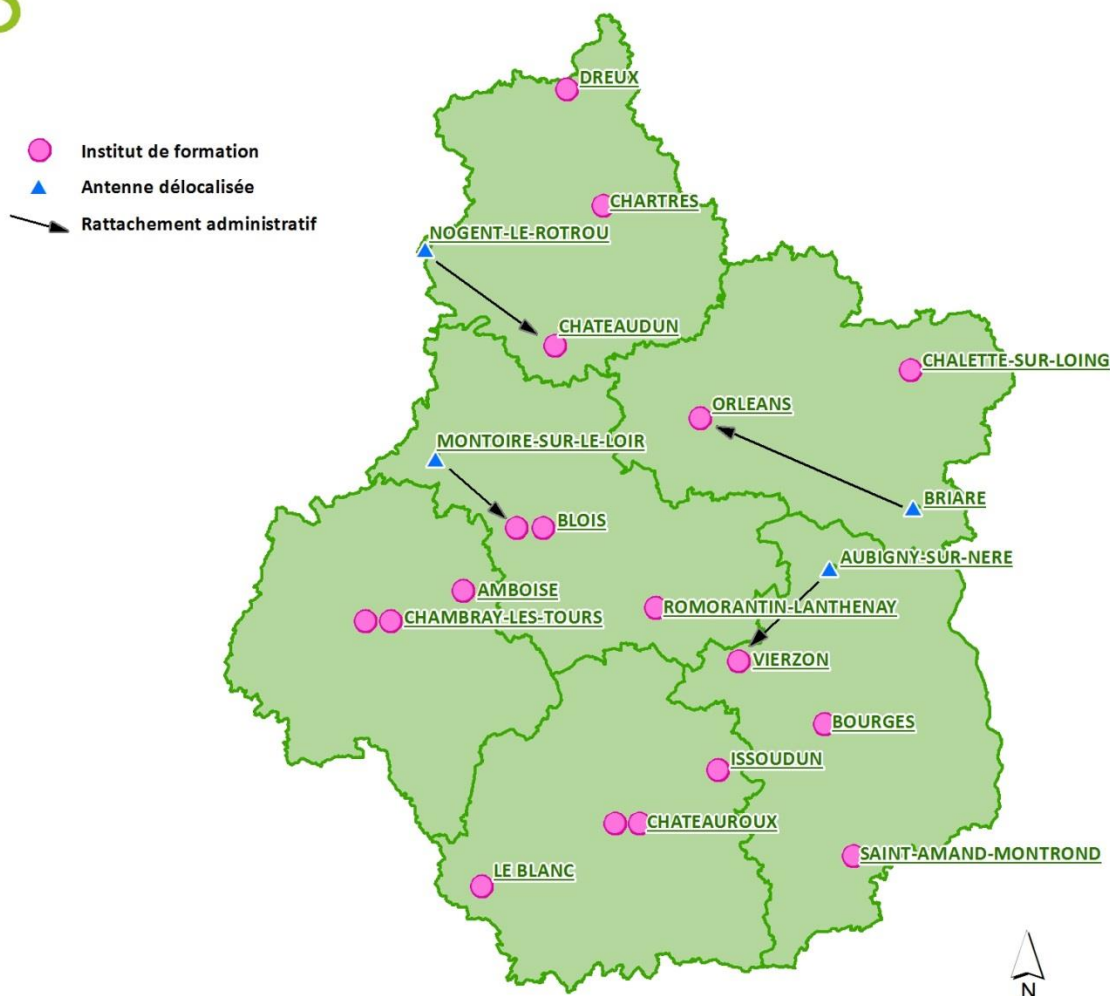 Institut de formation
Antenne délocalisée
Rattachement administratif
DREUX
CHARTRES
NOGENT-LE-ROTROU
CHATEAUDUN
CHALETTE-SUR-LOING
ORLEANS
MONTOIRE-SUR-LE-LOIR
BRIARE
BLOIS
AUBIGNY-SUR-NERE
AMBOISE
ROMORANTIN-LANTHENAY
CHAMBRAY-LES-TOURS
VIERZON
BOURGES
ISSOUDUN
CHATEAUROUX
SAINT-AMAND-MONTROND
LE BLANC
N